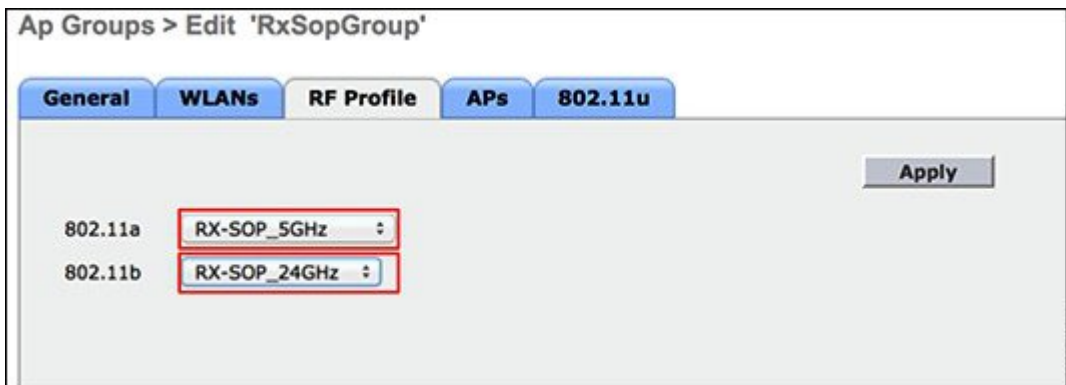 Ap Groups > Edit 'RxSopGroup'
General WLANs RF Profile APs 802.11u
Apply
802.11a RX-SOP_5GHz
802.11b RX-SOP_24GHz